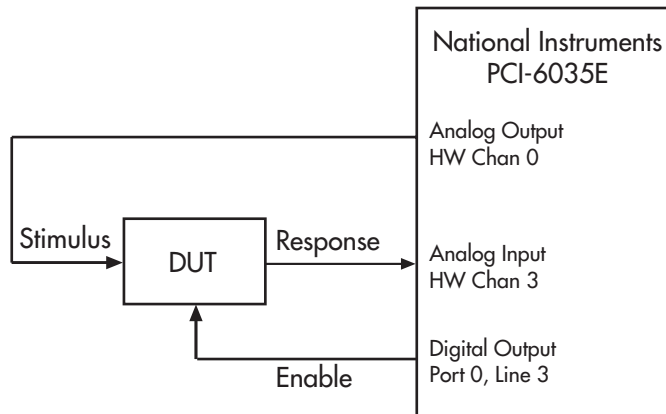 National Instruments
PCI-6035E
Analog Output
HW Chan 0
Stimulus
DUT
Response
Analog Input
HW Chan 3
Enable
Digital Output
Port 0, Line 3